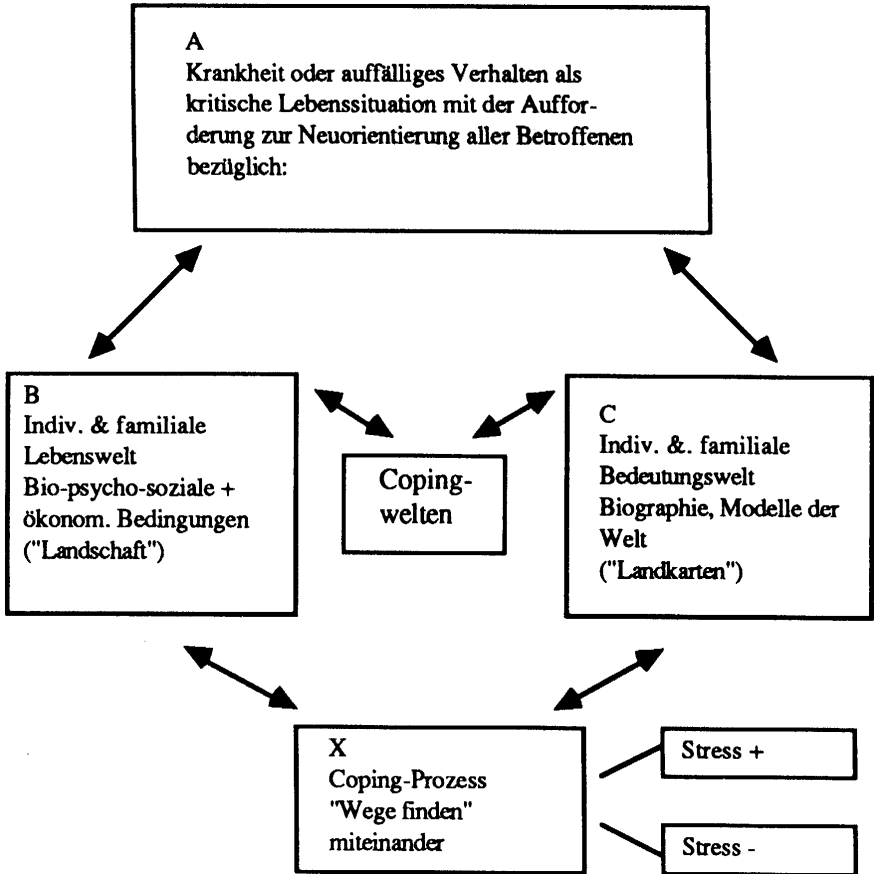 A
Krankheit oder auffälliges Verhalten als
kritische Lebenssituation mit der Auffor-
derung zur Neuorientierung aller Betroffenen
bezüglich:
B
Indiv. & familiale
Lebenswelt
Bio-psycho-soziale +
ökonom. Bedingungen
("Landschaft")
Coping-
welten
C
Indiv. &. familiale
Bedeutungswelt
Biographie, Modelle der
Welt
("Landkarten")
X
Coping-Prozess
"Wege finden"
miteinander
Stress +
Stress -